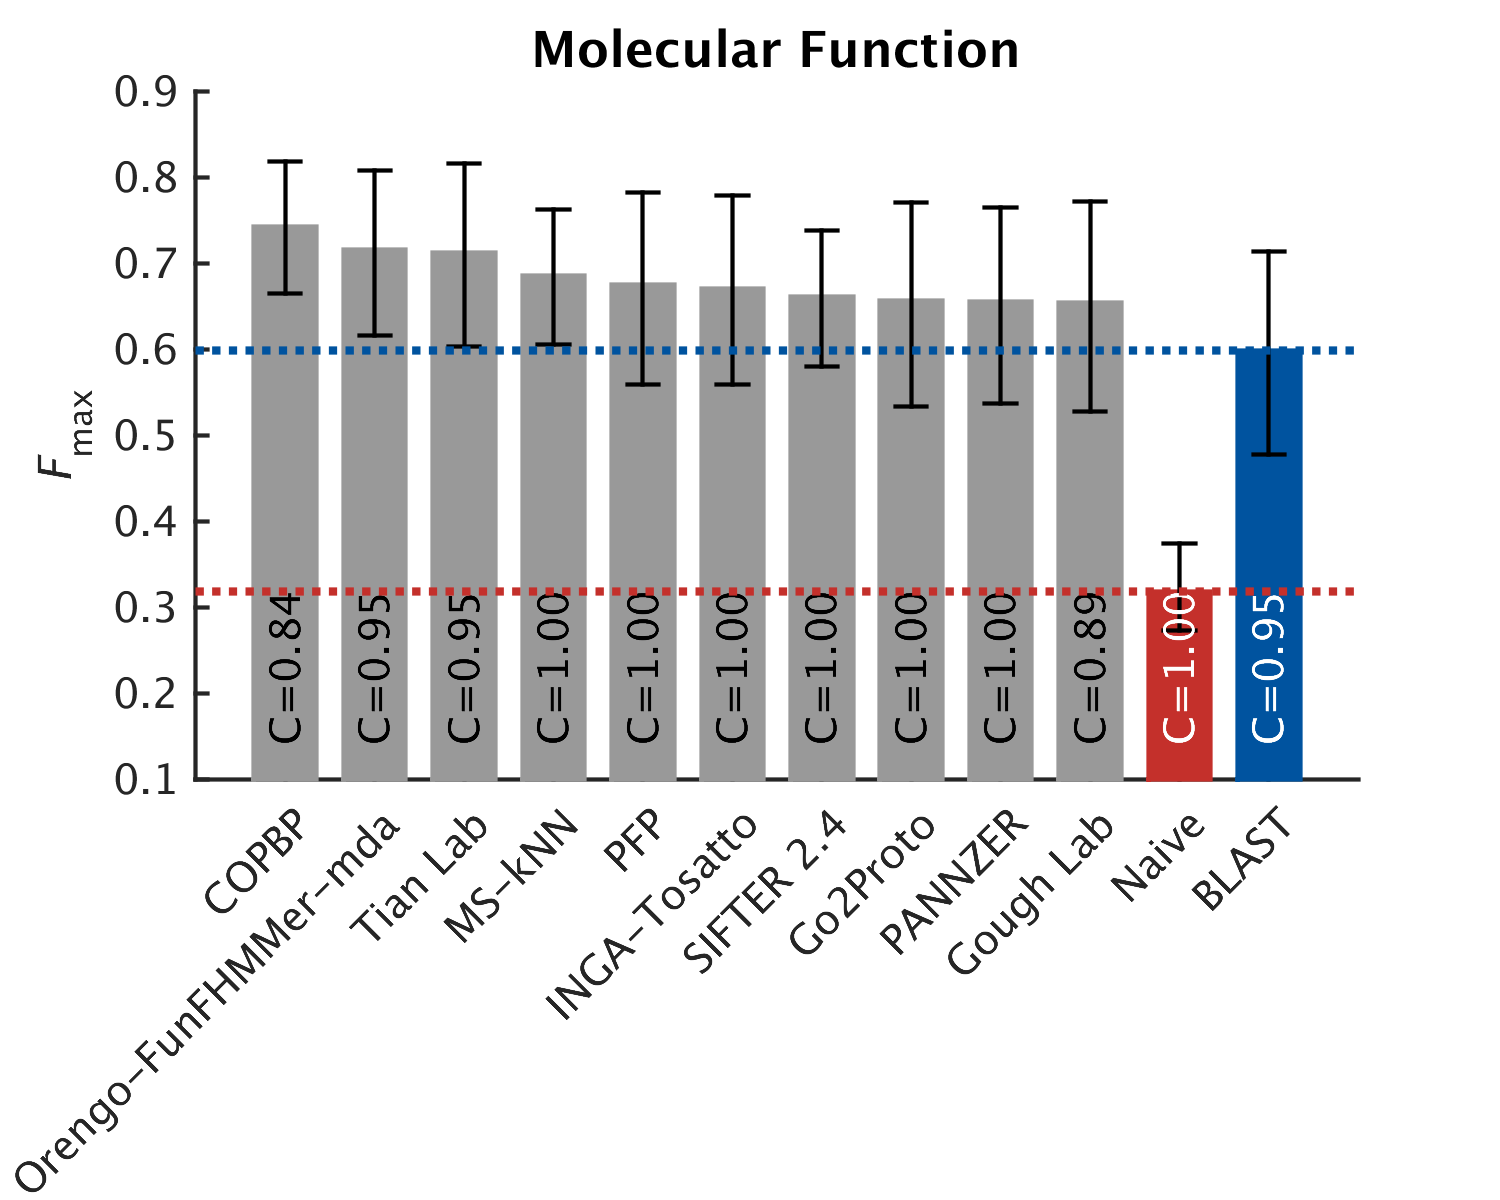 Molecular Function
0.9
0.8
0.7
0.6
0.5
0.4
0.3
0.2
0.1
Fmax
C=0.84
C=0.95
C=0.95
C=1.00
C=1.00
C=1.00
C=1.00
C=1.00
C=1.00
C=0.89
C=1.00
C=0.95
COPBP
Orengo-FunFHMMer-mda
Tian Lab
MS-kNN
PFP
INGA-Tosatto
SIFTER 2.4
Go2Proto
PANNZER
Gough Lab
Naive
BLAST